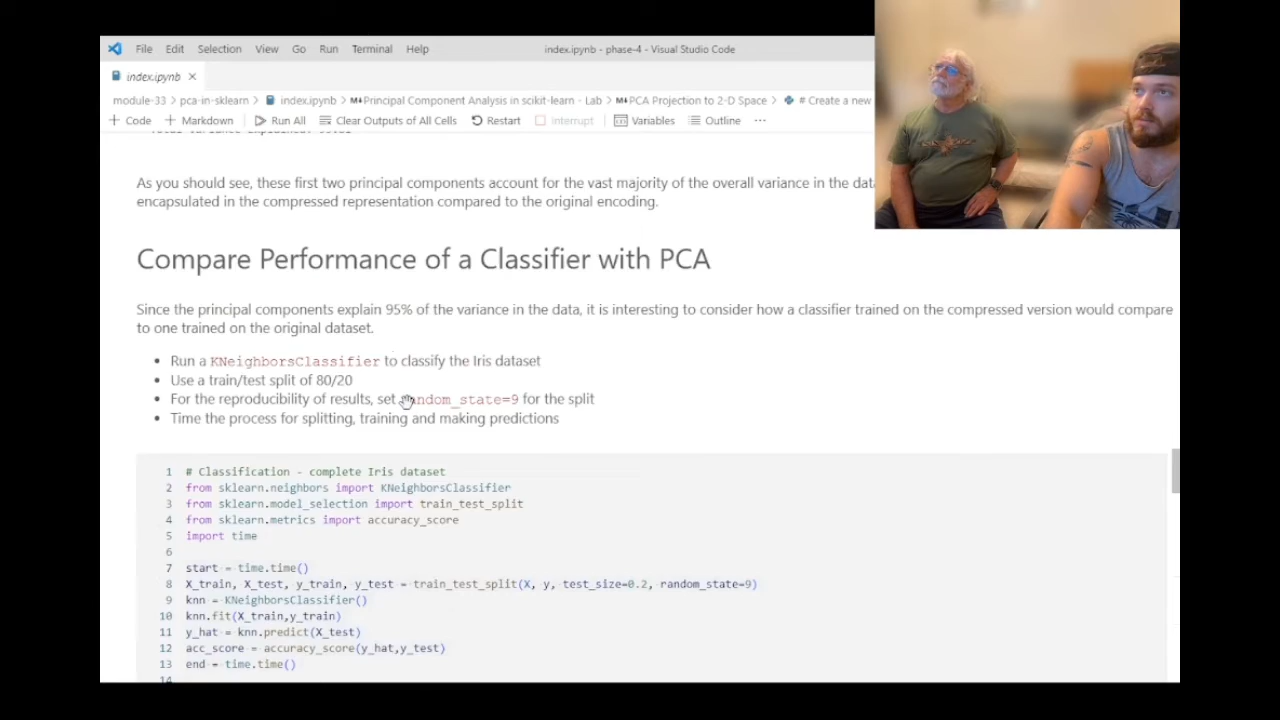 File Edit Selection View Go Run Terminal Help
index.ipynb - phase-4 - Visual Studio Code
index.ipynb
module-33 > pca-in-sklearn > index.ipynb > M↓Principal Component Analysis in scikit-learn - Lab > M↓PCA Projection to 2-D Space > # Create a new
+ Code + Markdown Run All Clear Outputs of All Cells Restart Interrupt Variables Outline ...
As you should see, these first two principal components account for the vast majority of the overall variance in the
encapsulated in the compressed representation compared to the original encoding.
Compare Performance of a Classifier with PCA
Since the principal components explain 95% of the variance in the data, it is interesting to consider how a classifier trained on the compressed version would compare
to one trained on the original dataset.
• Run a KNeighborsClassifier to classify the Iris dataset
• Use a train/test split of 80/20
• For the reproducibility of results, set random_state=9 for the split
• Time the process for splitting, training and making predictions
1 # Classification - complete Iris dataset
2 from sklearn.neighbors import KNeighborsClassifier
3 from sklearn.model_selection import train_test_split
4 from sklearn.metrics import accuracy_score
5 import time
6
7 start = time.time()
8 X_train, X_test, y_train, y_test = train_test_split(X, y, test_size=0.2, random_state=9)
9 knn = KNeighborsClassifier()
10 knn.fit(X_train,y_train)
11 y_hat = knn.predict(X_test)
12 acc_score = accuracy_score(y_hat,y_test)
13 end = time.time()
14